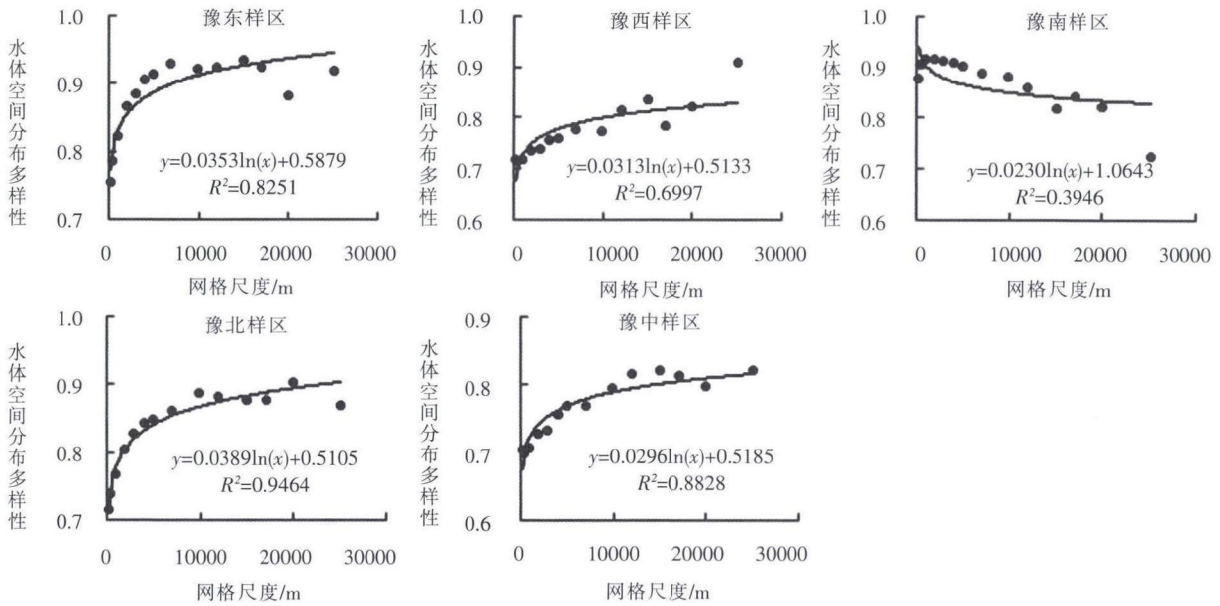 豫东样区
水体空间分布多样性
1.0
0.9
0.8
0.7
y=0.0353ln(x)+0.5879
R²=0.8251
0 10000 20000 30000
网格尺度/m
豫西样区
水体空间分布多样性
1.0
0.9
0.8
0.7
0.6
y=0.0313ln(x)+0.5133
R²=0.6997
0 10000 20000 30000
网格尺度/m
豫南样区
水体空间分布多样性
1.0
0.9
0.8
0.7
0.6
y=0.0230ln(x)+1.0643
R²=0.3946
0 10000 20000 30000
网格尺度/m
豫北样区
水体空间分布多样性
1.0
0.9
0.8
0.7
y=0.0389ln(x)+0.5105
R²=0.9464
0 10000 20000 30000
网格尺度/m
豫中样区
水体空间分布多样性
0.9
0.8
0.7
0.6
y=0.0296ln(x)+0.5185
R²=0.8828
0 10000 20000 30000
网格尺度/m